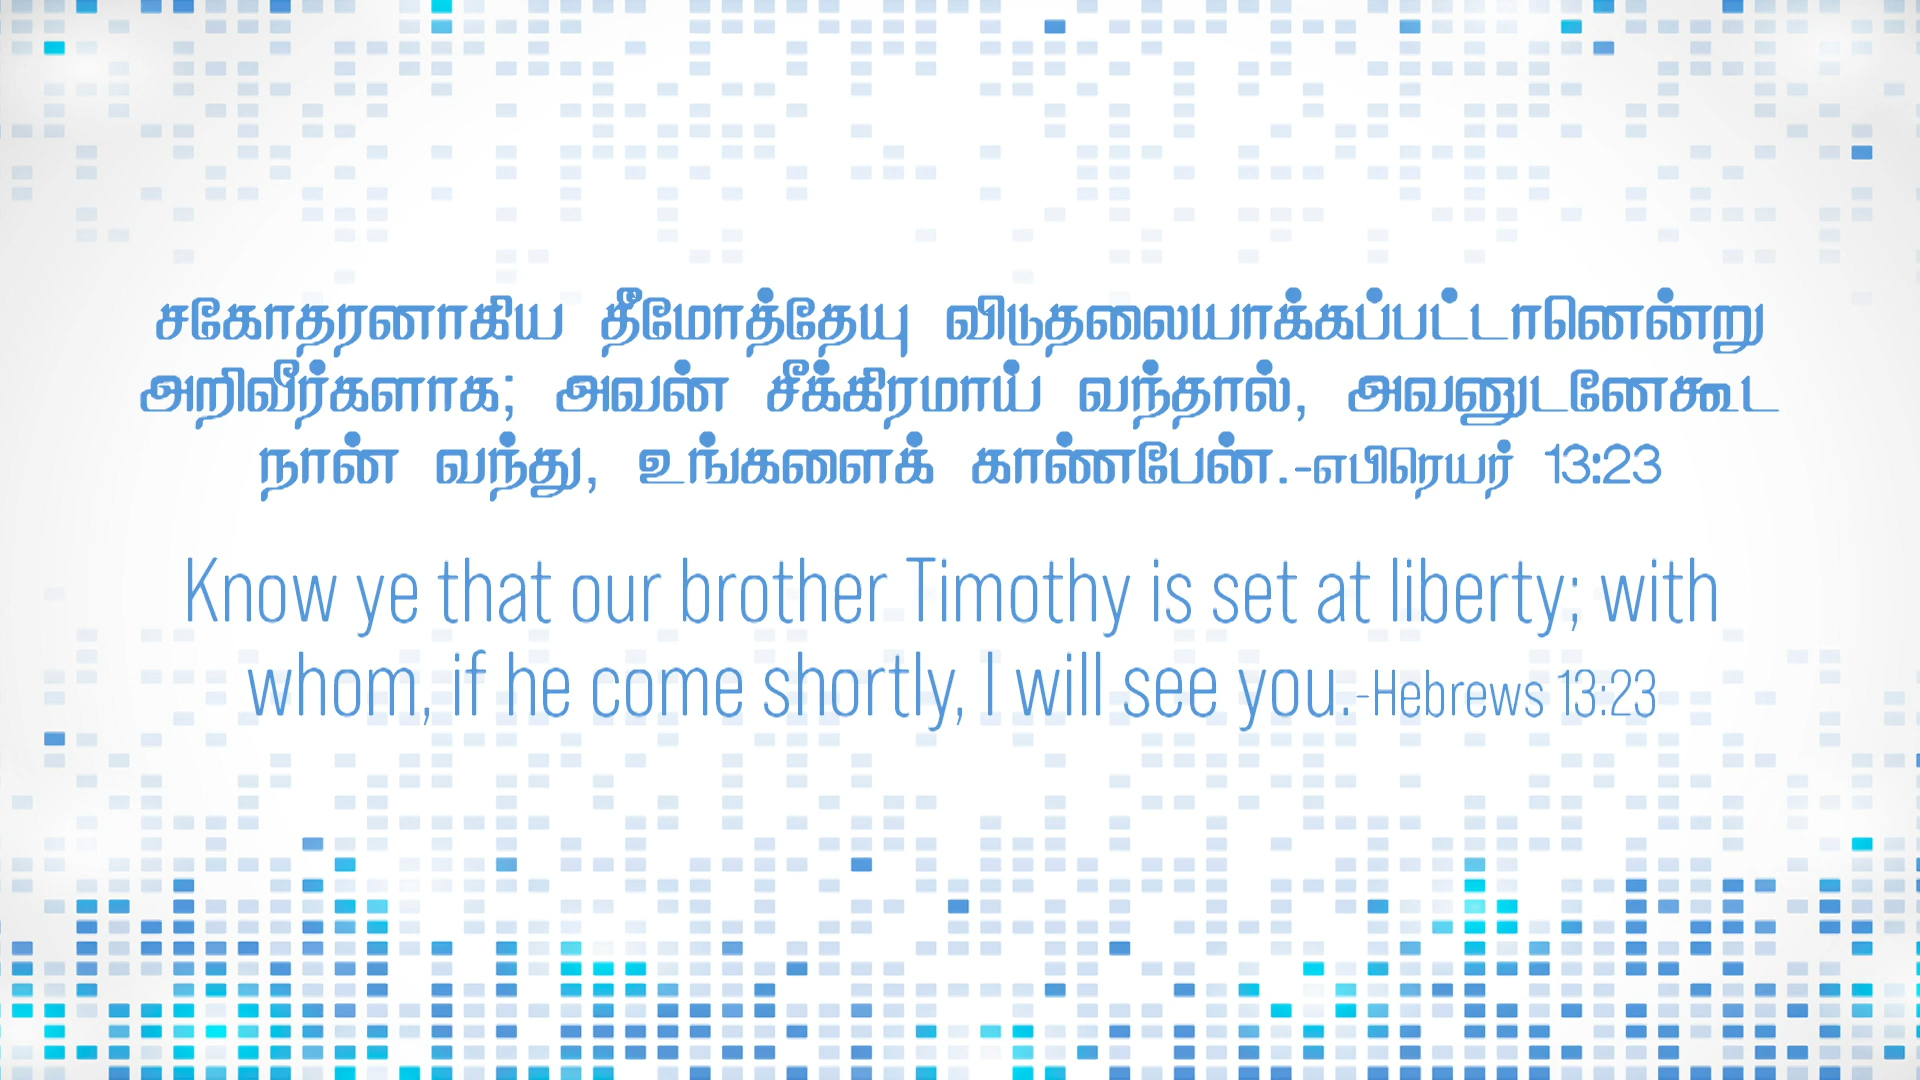 சகோதரனாகிய தீமோத்தேயு விடுதலையாக்கப்பட்டானென்று
அறிவீர்களாக; அவன் சீக்கிரமாய் வந்தால், அவனுடனேகூட
நான் வந்து, உங்களைக் காண்பேன்.-எபிரெயர் 13:23
Know ye that our brother Timothy is set at liberty; with
whom, if he come shortly, I will see you.-Hebrews 13:23